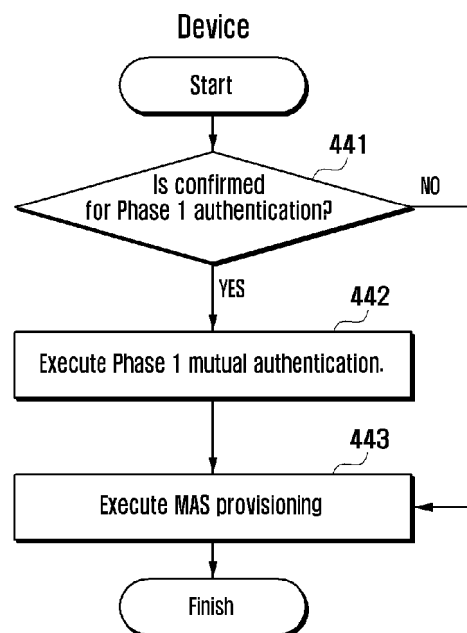 Device
Start
441
Is confirmed
for Phase 1 authentication?
NO
YES
442
Execute Phase 1 mutual authentication.
443
Execute MAS provisioning
Finish